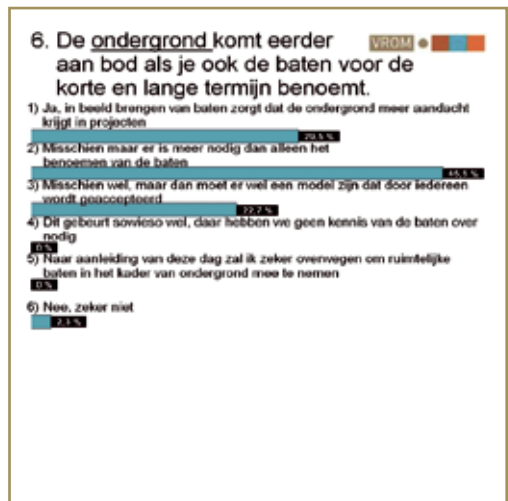 6. De ondergrond komt eerder
VROM
aan bod als je ook de baten voor de
korte en lange termijn benoemt.
1) Ja, in beeld brengen van baten zorgt dat de ondergrond meer aandacht
krijgt in projecten
29,5 %
2) Misschien maar er is meer nodig dan alleen het
benoemen van de baten
45,5 %
3) Misschien wel, maar dan moet er wel een model zijn dat door iedereen
wordt geaccepteerd
22,7 %
4) Dit gebeurt sowieso wel, daar hebben we geen kennis van de baten over
nodig
0 %
5) Naar aanleiding van deze dag zal ik zeker overwegen om ruimtelijke
baten in het kader van ondergrond mee te nemen
0 %
6) Nee, zeker niet
2,3 %